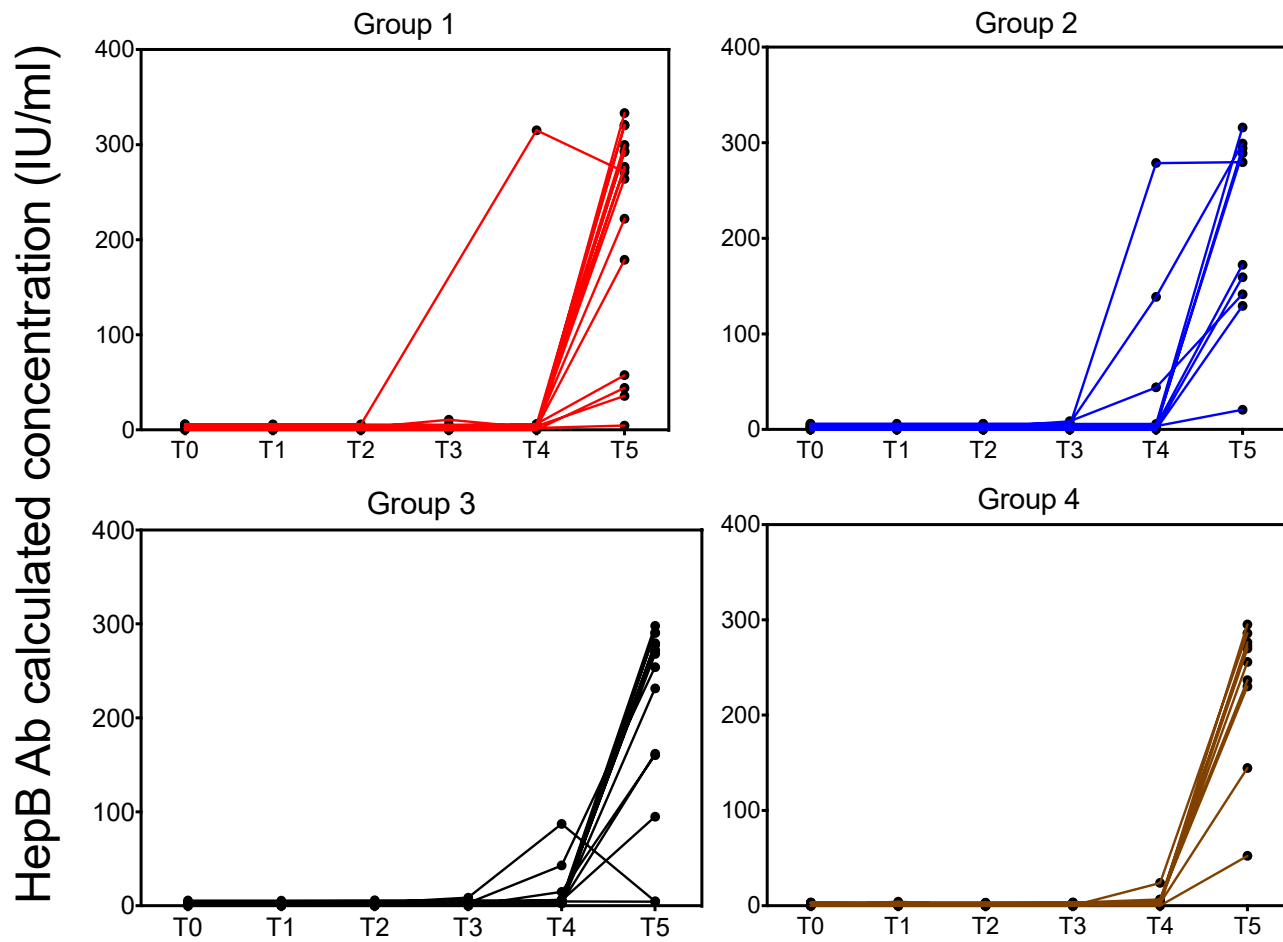 HepB Ab calculated concentration (IU/ml)
Group 1
400
300
200
100
0
T0 T1 T2 T3 T4 T5
Group 2
400
300
200
100
0
T0 T1 T2 T3 T4 T5
Group 3
400
300
200
100
0
T0 T1 T2 T3 T4 T5
Group 4
400
300
200
100
0
T0 T1 T2 T3 T4 T5